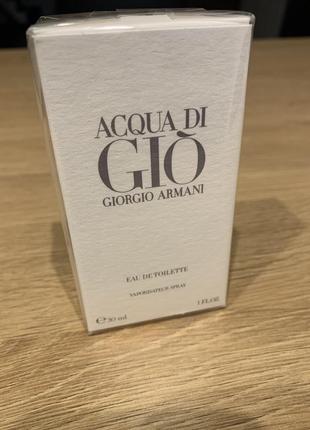 ACQUA DI
GIÒ
GIORGIO ARMANI
EAU DE TOILETTE
VAPORISATEUR SPRAY
℮ 30 ml 1 FL.OZ